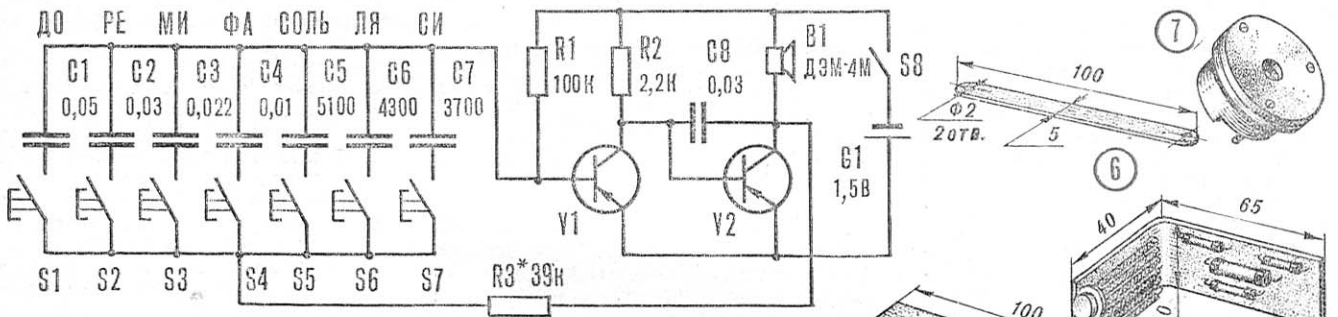 ДО РЕ МИ ФА СОЛЬ ЛЯ СИ
C1 C2 C3 C4 C5 C6 C7
0,05 0,03 0,022 0,01 5100 4300 3700
S1 S2 S3 S4 S5 S6 S7
R3* 39к
R1
100К
R2
2,2К
C8
0,03
B1
ДЭМ-4М
S8
G1
1,5В
V1
V2
7
100
Ф2
2 отв.
5
6
40
65
100